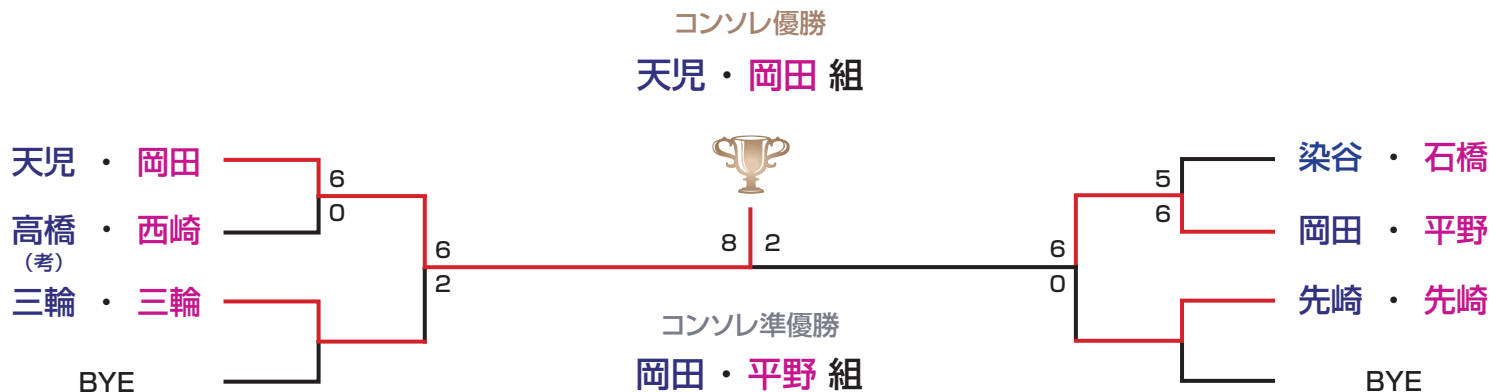 コンソレ優勝
天児 ・ 岡田 組
天児 ・ 岡田
6
0
高橋 ・ 西崎
(考)
6
2
三輪 ・ 三輪
BYE
8 2
染谷 ・ 石橋
5
6
岡田 ・ 平野
6
0
先崎 ・ 先崎
BYE
コンソレ準優勝
岡田 ・ 平野 組